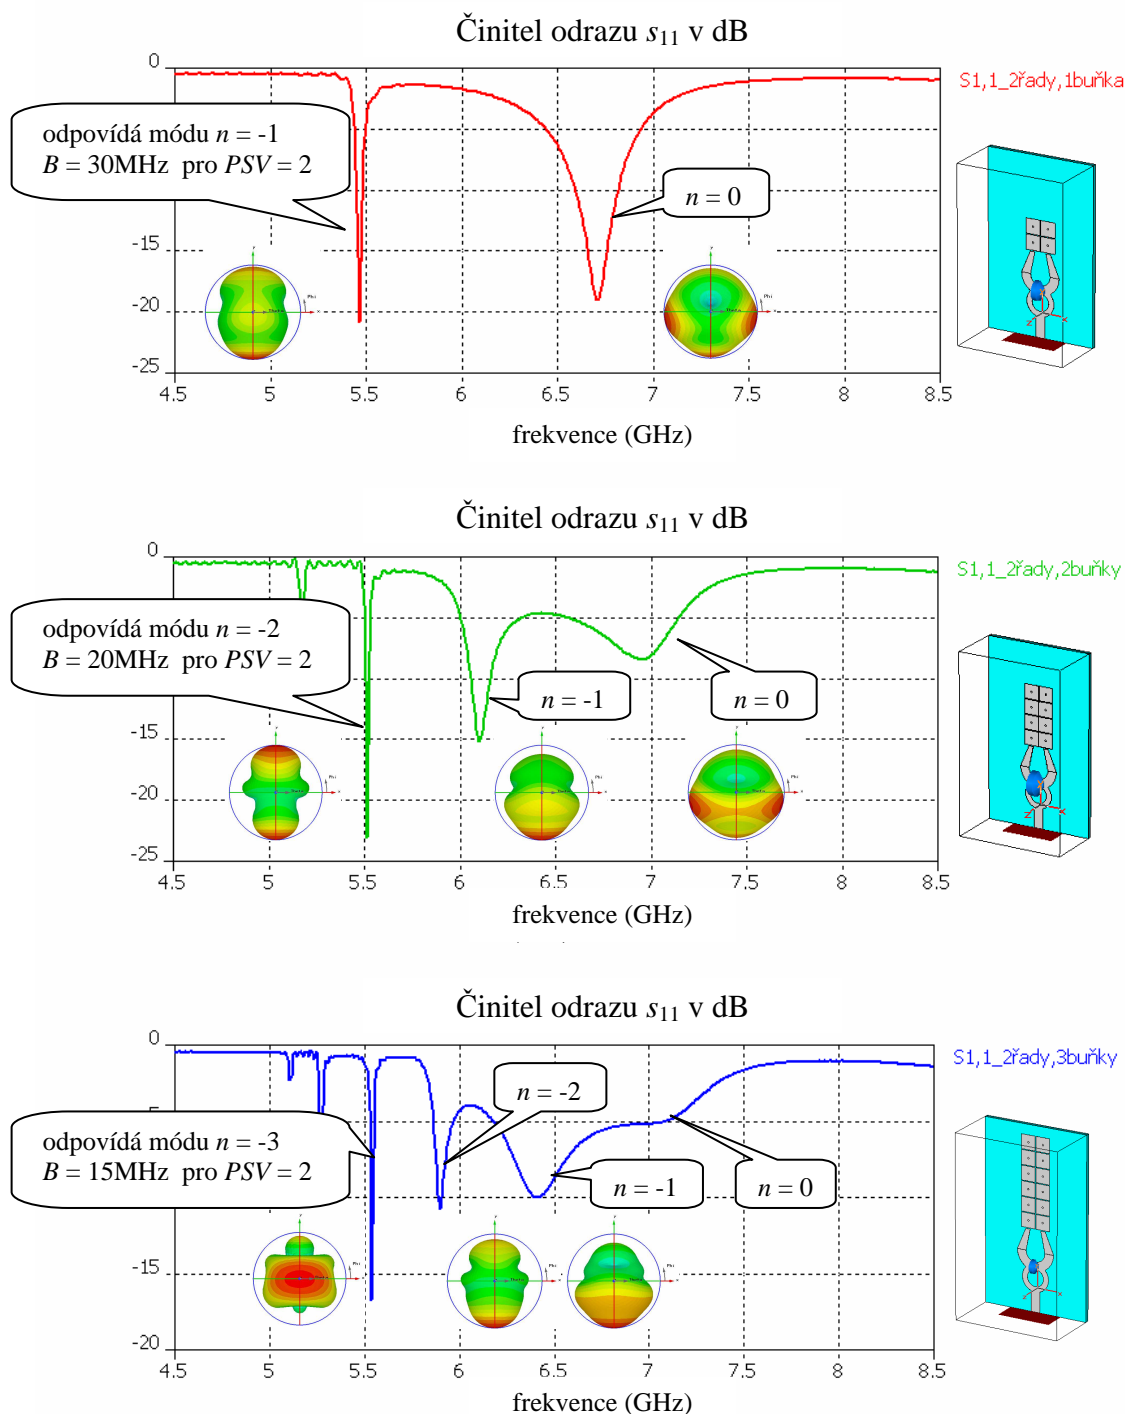 Činitel odrazu s11 v dB
S1,1_2řady,1buňka
0
odpovídá módu n = -1
B = 30MHz pro PSV = 2
n = 0
-15
-20
-25
4.5 5 5.5 6 6.5 7 7.5 8 8.5
frekvence (GHz)
Činitel odrazu s11 v dB
S1,1_2řady,2buňky
0
odpovídá módu n = -2
B = 20MHz pro PSV = 2
n = -1
n = 0
-15
-20
-25
4.5 5 5.5 6 6.5 7 7.5 8 8.5
frekvence (GHz)
Činitel odrazu s11 v dB
S1,1_2řady,3buňky
0
n = -2
odpovídá módu n = -3
B = 15MHz pro PSV = 2
n = -1
n = 0
-10
-15
-20
4.5 5 5.5 6 6.5 7 7.5 8 8.5
frekvence (GHz)